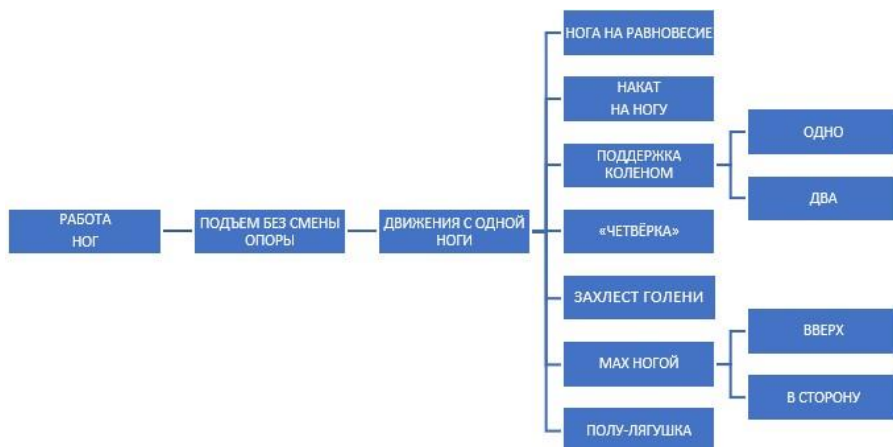 РАБОТА
НОГ
ПОДЪЕМ БЕЗ СМЕНЫ
ОПОРЫ
ДВИЖЕНИЯ С ОДНОЙ
НОГИ
НОГА НА РАВНОВЕСИЕ
НАКАТ
НА НОГУ
ПОДДЕРЖКА
КОЛЕНОМ
ОДНО
ДВА
«ЧЕТВЁРКА»
ЗАХЛЕСТ ГОЛЕНИ
МАХ НОГОЙ
ВВЕРХ
В СТОРОНУ
ПОЛУ-ЛЯГУШКА